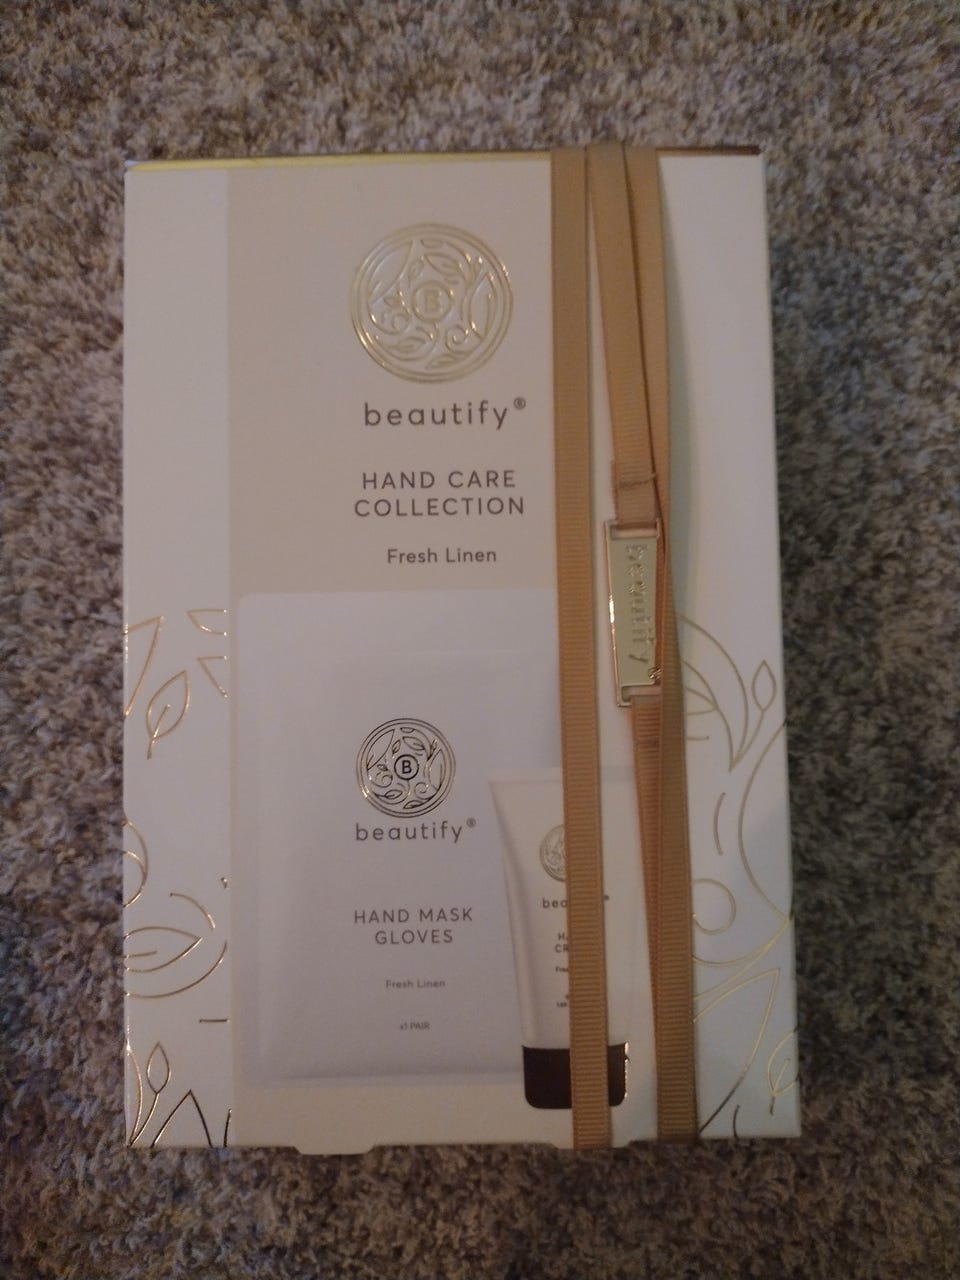 B
beautify®
HAND CARE
COLLECTION
Fresh Linen
beautify
B
beautify®
HAND MASK
GLOVES
Fresh Linen
x1 PAIR